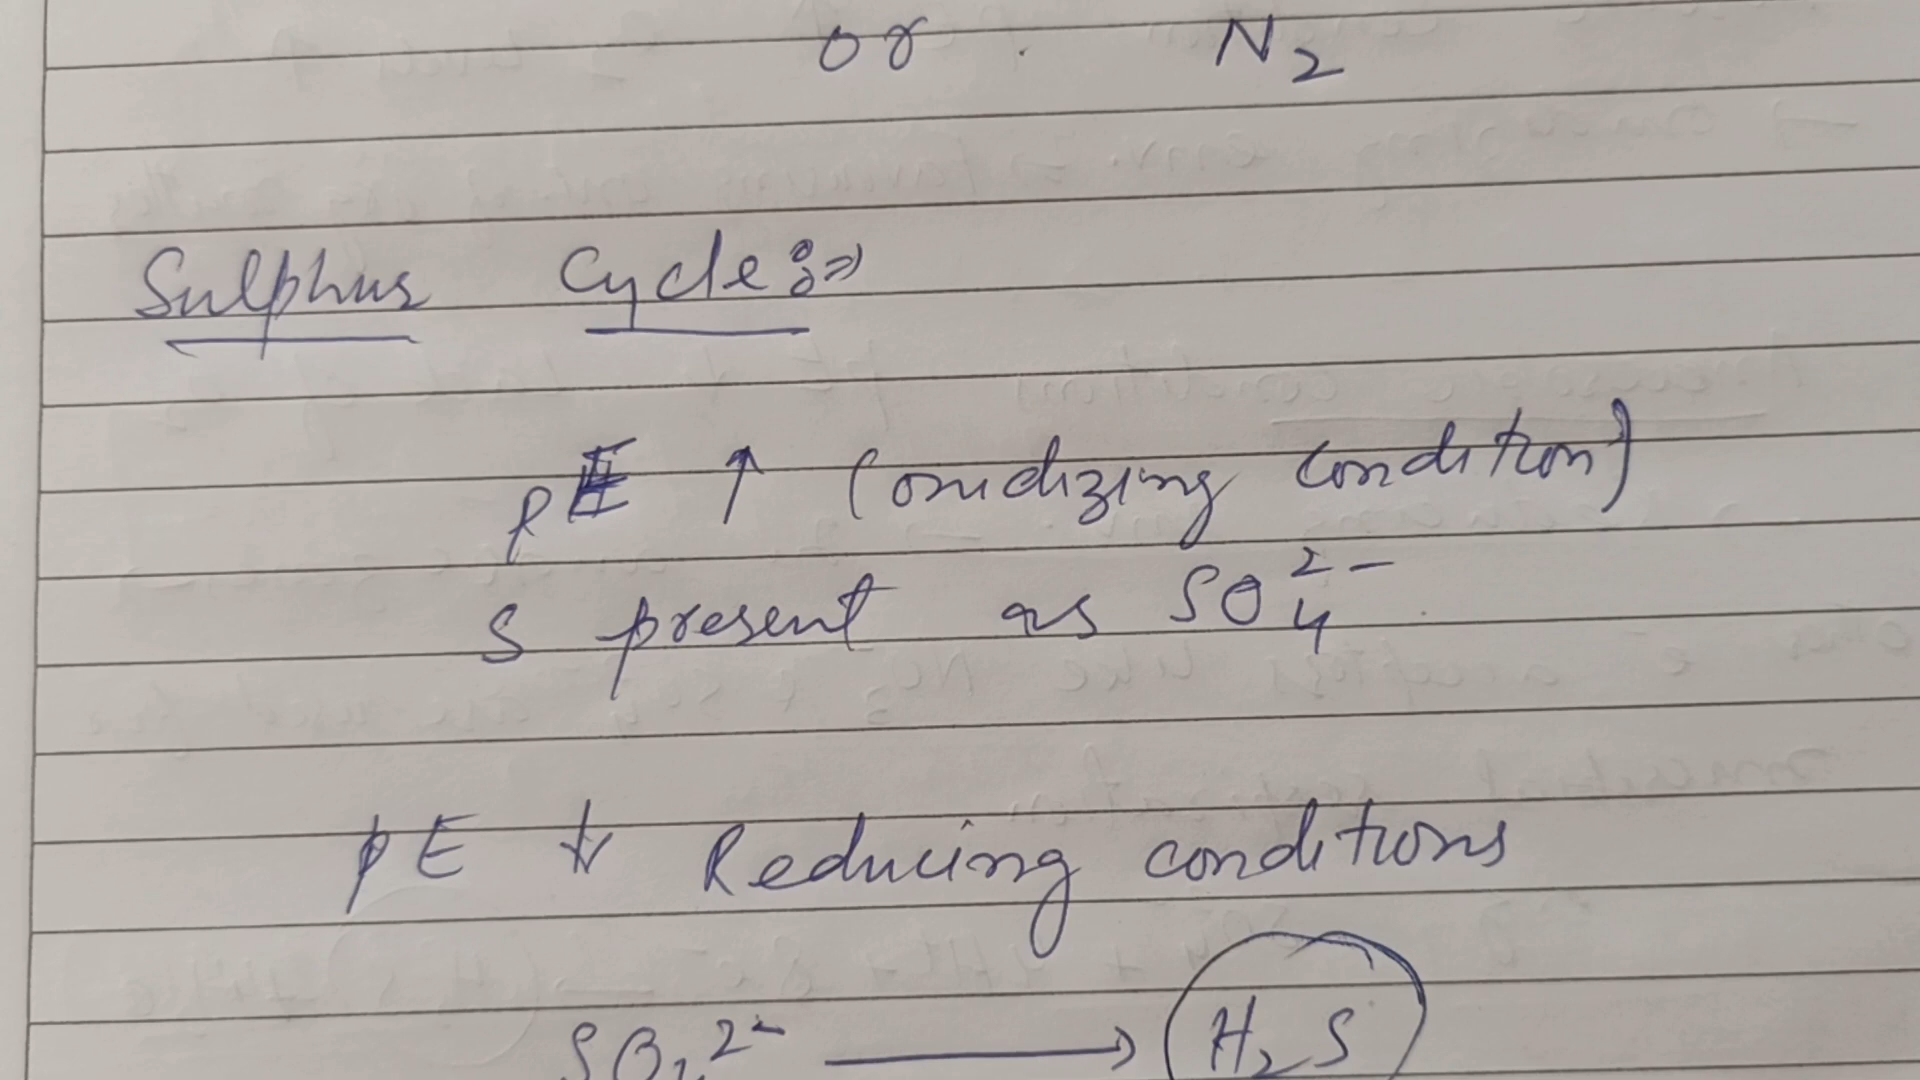 or N₂
Sulphur Cycle :⇒
pE ↑ (oxidizing condition)
S present as SO₄²⁻
pE ↓ Reducing conditions
SO₄²⁻ ⟶ H₂S